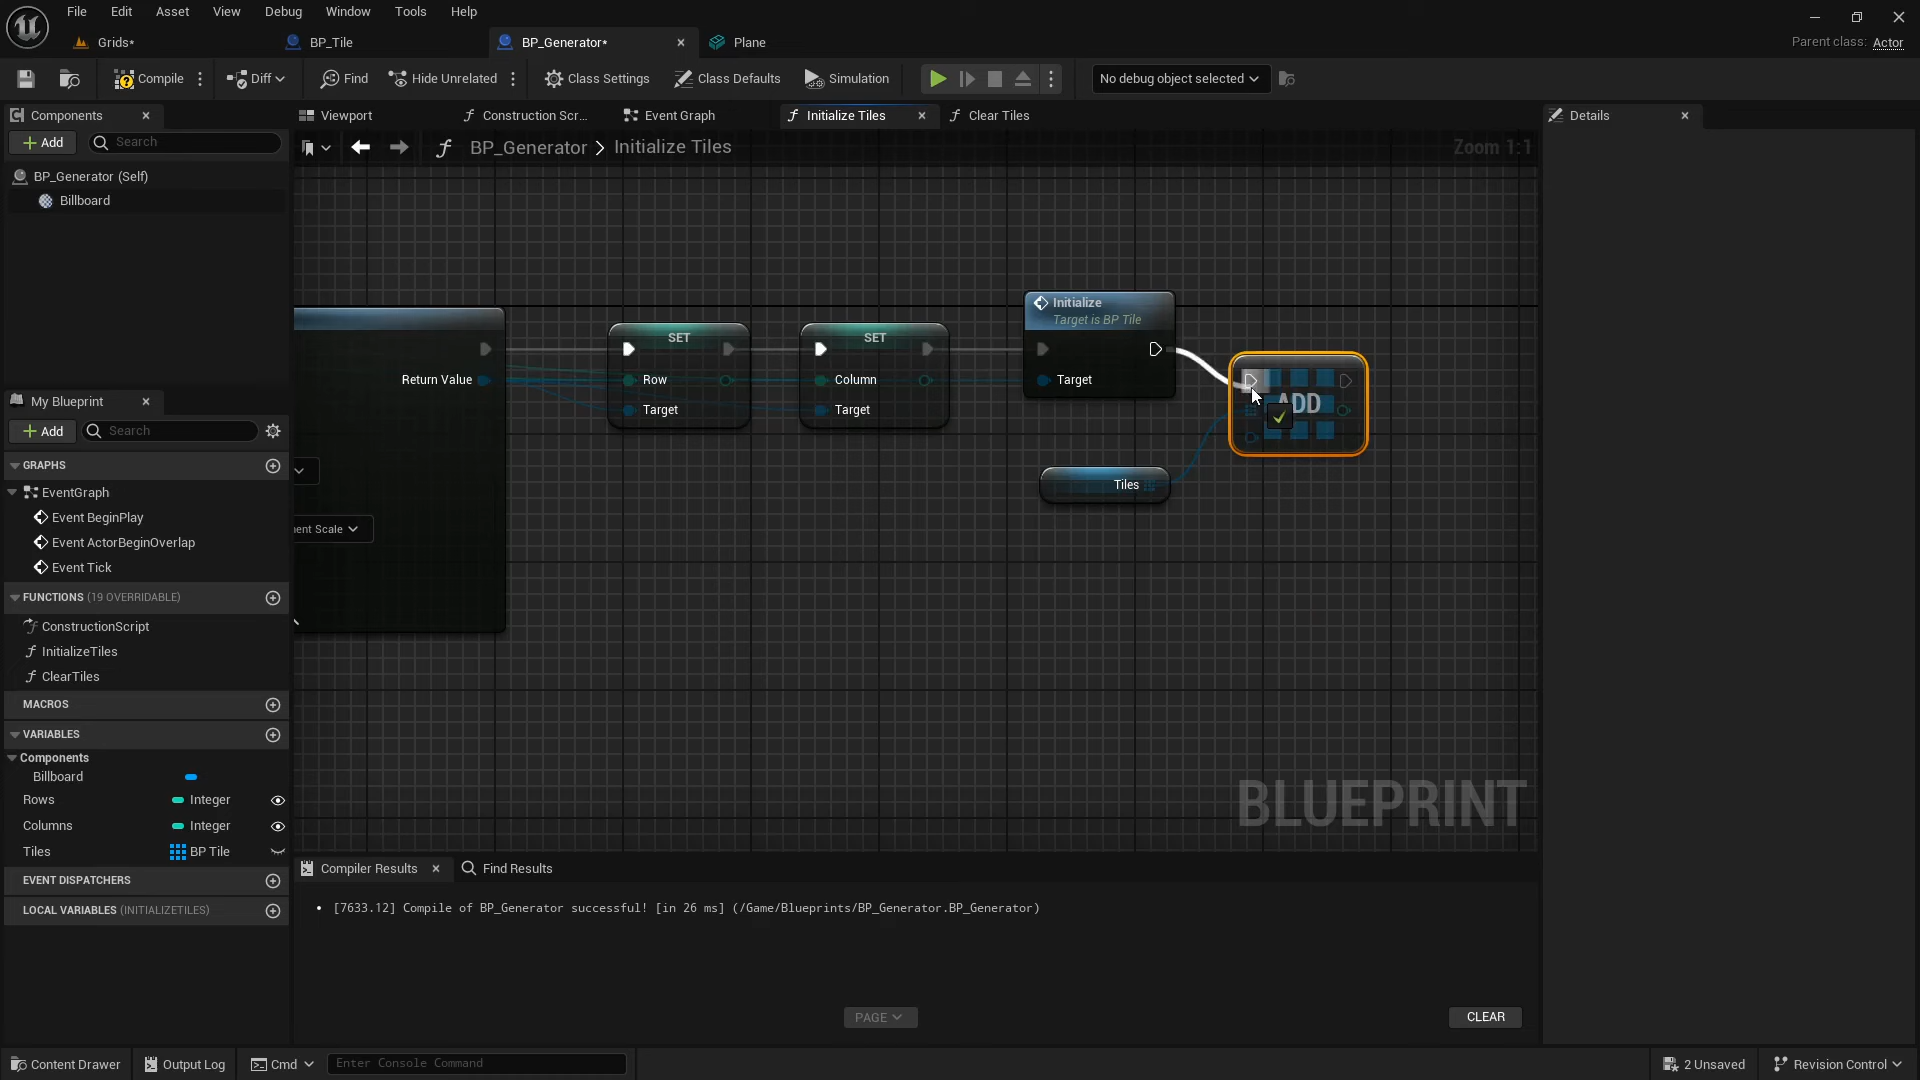 File Edit Asset View Debug Window Tools Help
Grids* BP_Tile BP_Generator* Plane
Parent class: Actor
Compile Diff Find Hide Unrelated Class Settings Class Defaults Simulation No debug object selected
Components Viewport Construction Scr... Event Graph Initialize Tiles Clear Tiles Details
Add Search
BP_Generator > Initialize Tiles Zoom 1:1
BP_Generator (Self)
Billboard
Initialize
Target is BP Tile
SET SET
Return Value Row Column Target
ADD
Target Target
Tiles
ent Scale
My Blueprint
Add Search
GRAPHS
EventGraph
Event BeginPlay
Event ActorBeginOverlap
Event Tick
FUNCTIONS (19 OVERRIDABLE)
ConstructionScript
InitializeTiles
ClearTiles
MACROS
VARIABLES
Components
Billboard
Rows Integer
Columns Integer
Tiles BP Tile
EVENT DISPATCHERS
LOCAL VARIABLES (INITIALIZETILES)
BLUEPRINT
Compiler Results Find Results
• [7633.12] Compile of BP_Generator successful! [in 26 ms] (/Game/Blueprints/BP_Generator.BP_Generator)
PAGE CLEAR
Content Drawer Output Log Cmd Enter Console Command 2 Unsaved Revision Control